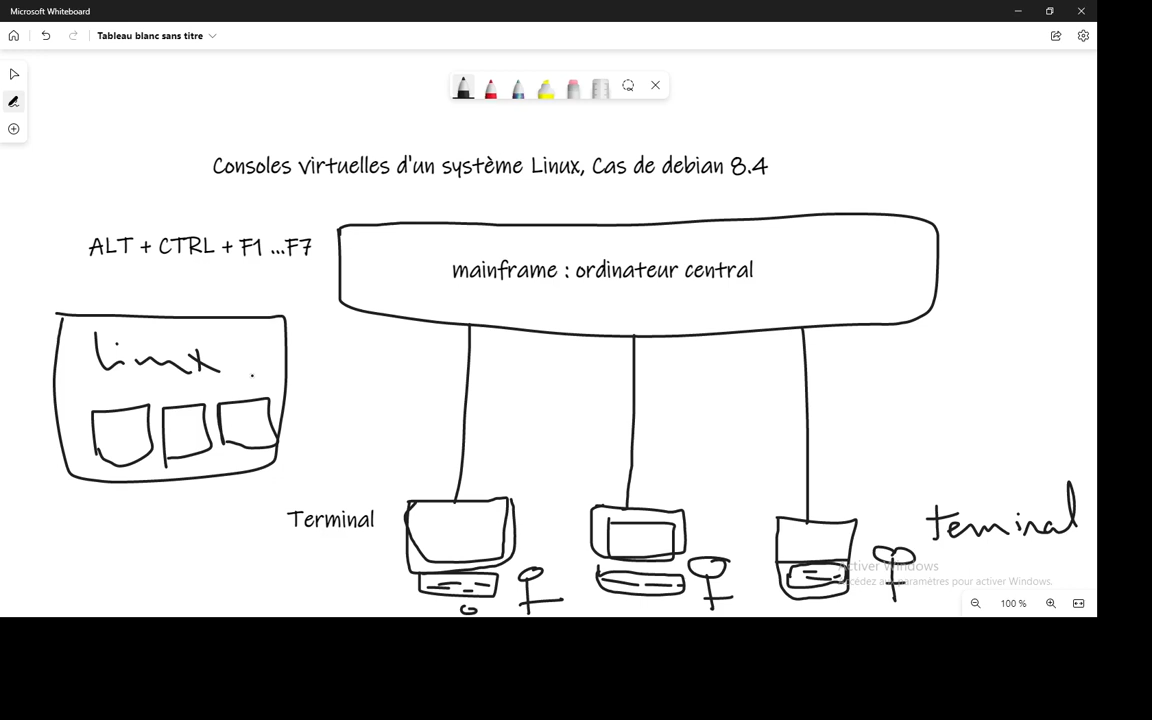 Microsoft Whiteboard
Tableau blanc sans titre
Consoles virtuelles d'un système Linux, Cas de debian 8.4
ALT + CTRL + F1 ...F7
mainframe : ordinateur central
linux
Terminal
teminal
Activer Windows
Accédez aux paramètres pour activer Windows.
100 %